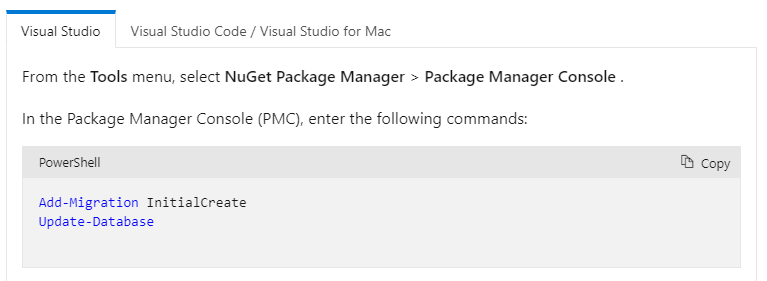 Visual Studio Visual Studio Code / Visual Studio for Mac
From the Tools menu, select NuGet Package Manager > Package Manager Console .
In the Package Manager Console (PMC), enter the following commands:
PowerShell Copy
Add-Migration InitialCreate
Update-Database